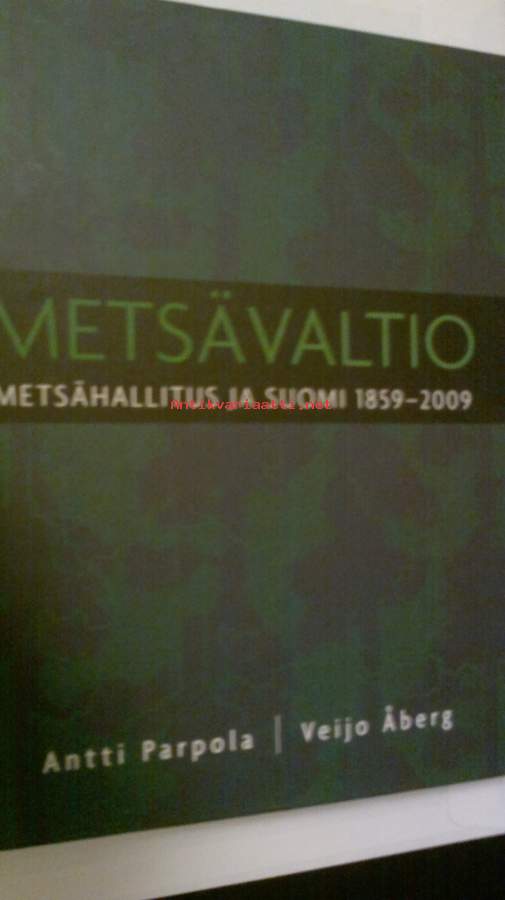 METSÄVALTIO
METSÄHALLITUS JA SUOMI 1859–2009
Antikvariaatti.net
Antti Parpola | Veijo Åberg